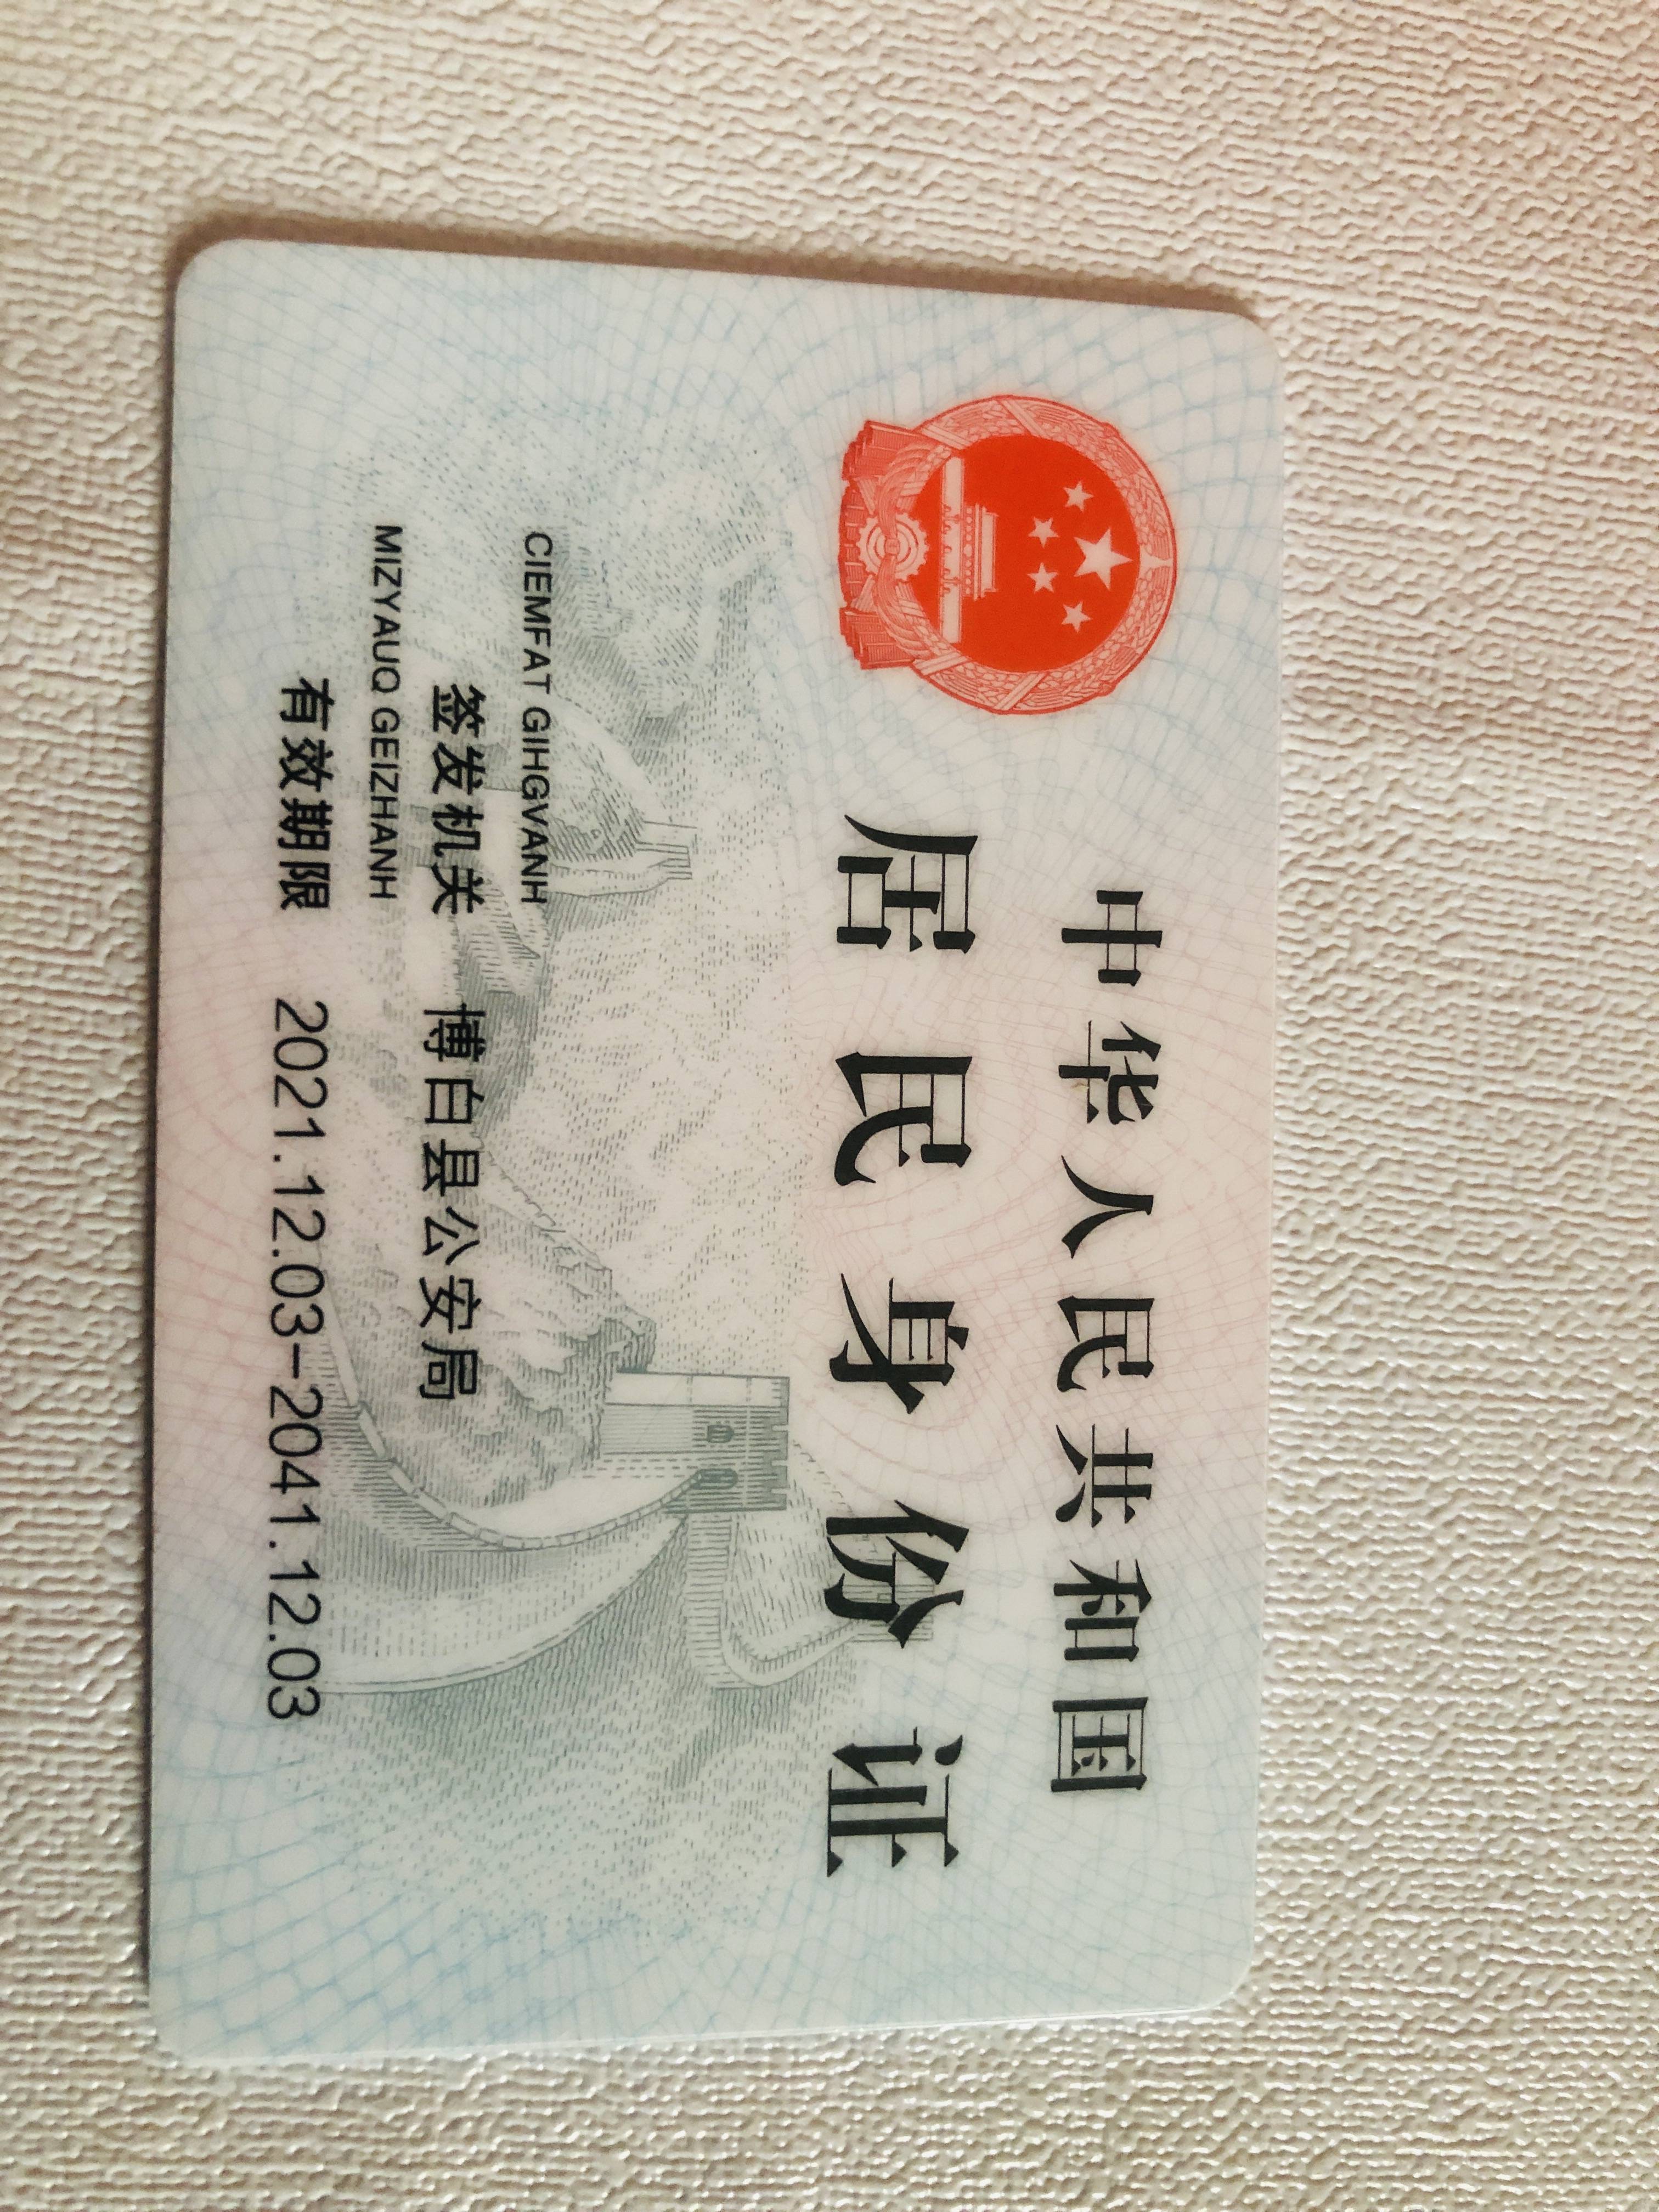 中华人民共和国
居民身份证
CIEMFAT GIHGVANH
签发机关 博白县公安局
MIZYAUQ GEIZHANH
有效期限 2021.12.03-2041.12.03